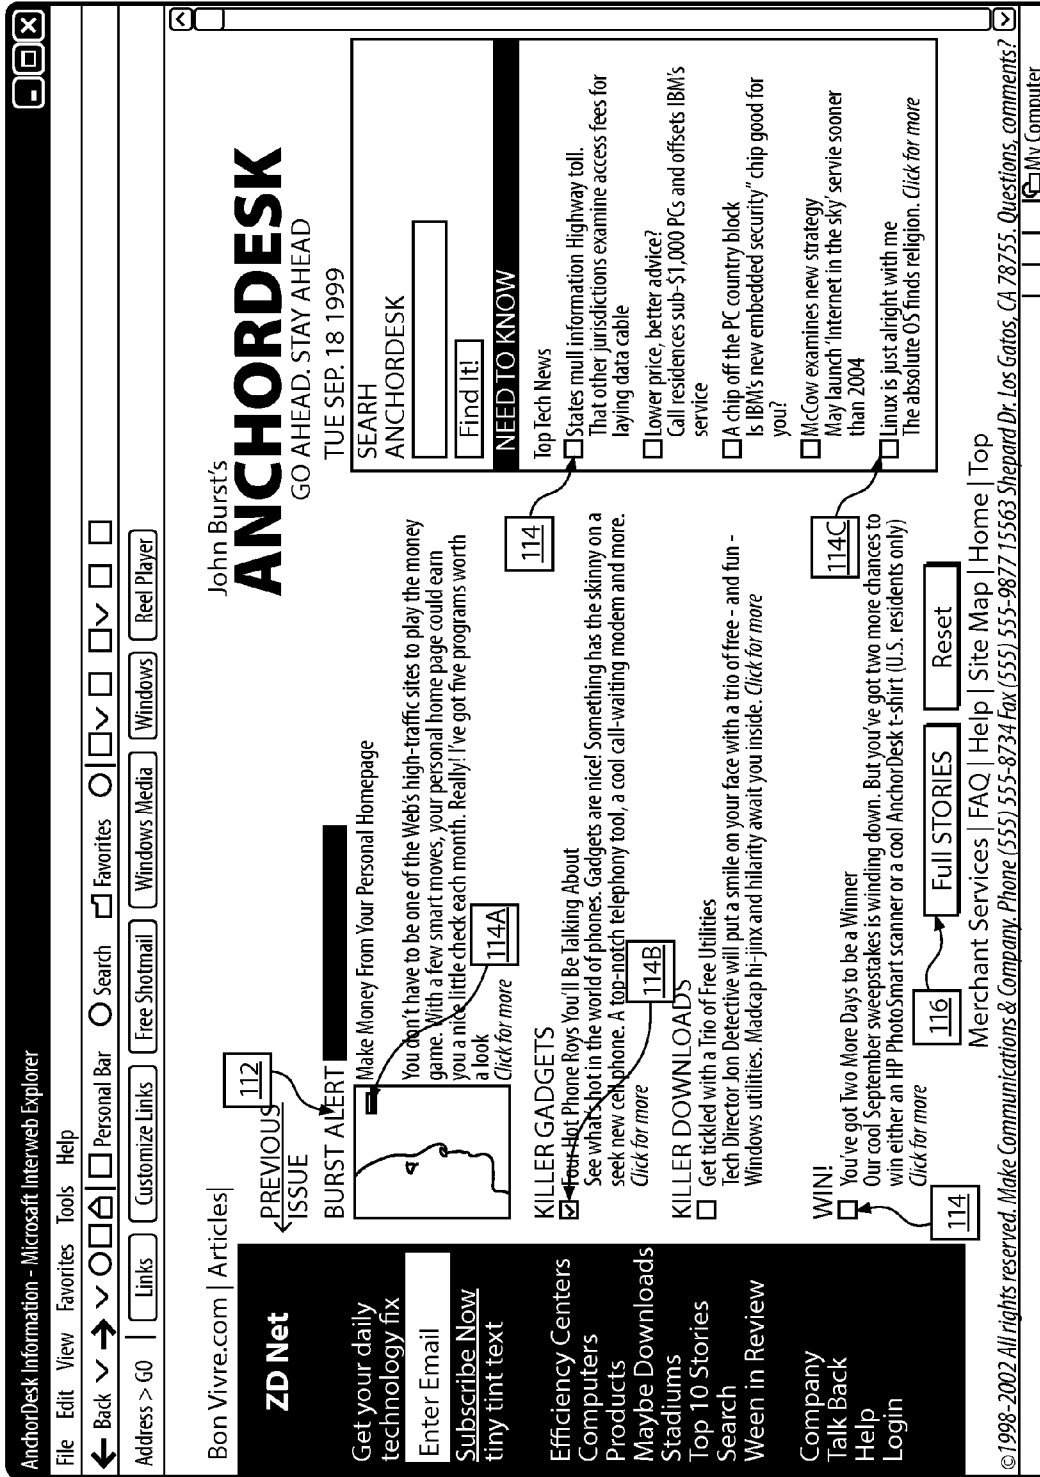 AnchorDesk Information - Microsaft Interweb Explorer
File Edit View Favorites Tools Help
Back Personal Bar Search Favorites
Address > GO | Links Customize Links Free Shotmail Windows Media Windows Reel Player
Bon Vivre.com | Articles|
John Burst's
ANCHORDESK
GO AHEAD. STAY AHEAD
TUE SEP. 18 1999
ZD Net
Get your daily
technology fix
Enter Email
Subscribe Now
tiny tint text
Efficiency Centers
Computers
Products
Maybe Downloads
Stadiums
Top 10 Stories
Search
Ween in Review
Company
Talk Back
Help
Login
PREVIOUS
ISSUE
112
BURST ALERT
Make Money From Your Personal Homepage
You don't have to be one of the Web's high-traffic sites to play the money
game. With a few smart moves, your personal home page could earn
you a nice little check each month. Really! I've got five programs worth
a look
Click for more
114A
KILLER GADGETS
Four Hot Phone Roys You'll Be Talking About
See what's hot in the world of phones. Gadgets are nice! Something has the skinny on a
seek new cell phone. A top-notch telephony tool, a cool call-waiting modem and more.
Click for more
114B
KILLER DOWNLOADS
Get tickled with a Trio of Free Utilities
Tech Director Jon Detective will put a smile on your face with a trio of free - and fun -
Windows utilities. Madcap hi-jinx and hilarity await you inside. Click for more
WIN!
You've got Two More Days to be a Winner
Our cool September sweepstakes is winding down. But you've got two more chances to
win either an HP PhotoSmart scanner or a cool AnchorDesk t-shirt (U.S. residents only)
Click for more
114
116
Full STORIES Reset
SEARH
ANCHORDESK
Find It!
NEED TO KNOW
Top Tech News
114
States mull information Highway toll.
That other jurisdictions examine access fees for
laying data cable
Lower price, better advice?
Call residences sub-$1,000 PCs and offsets IBM's
service
A chip off the PC country block
Is IBM's new embedded security" chip good for
you?
McCow examines new strategy
May launch 'Internet in the sky' servie sooner
than 2004
114C
Linux is just alright with me
The absolute OS finds religion. Click for more
Merchant Services | FAQ | Help | Site Map | Home | Top
©1998-2002 All rights reserved. Make Communications & Company. Phone (555) 555-8734 Fax (555) 555-9877 15563 Shepard Dr. Los Gatos, CA 78755. Questions, comments?
My Computer